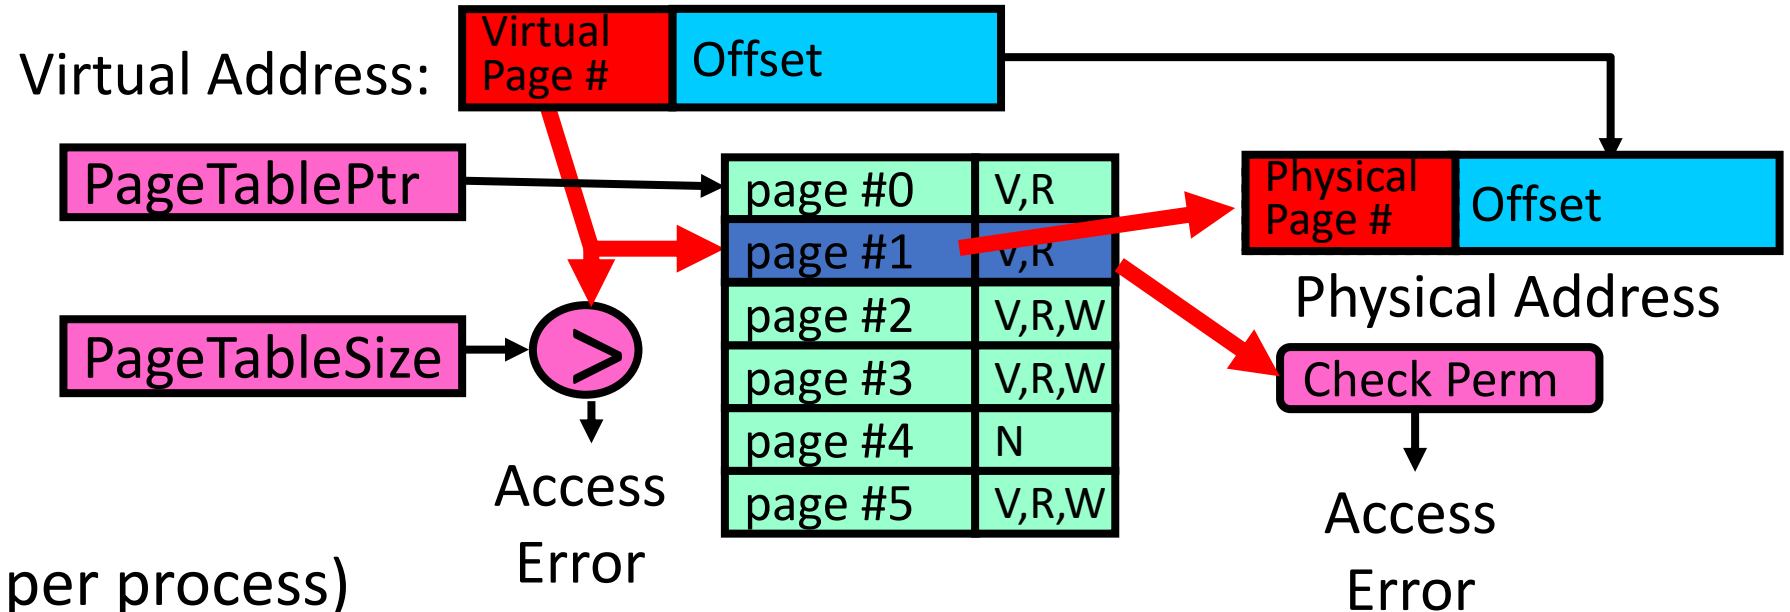 Virtual Address:
Virtual
Page #
Offset
PageTablePtr
PageTableSize
>
Access
Error
page #0 V,R
page #1 V,R
page #2 V,R,W
page #3 V,R,W
page #4 N
page #5 V,R,W
Physical
Page #
Offset
Physical Address
Check Perm
Access
Error
per process)